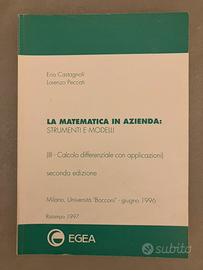 Erio Castagnoli
Lorenzo Peccati
LA MATEMATICA IN AZIENDA:
STRUMENTI E MODELLI
(III - Calcolo differenziale con applicazioni)
seconda edizione
Milano, Università "Bocconi" - giugno 1996
Ristampa 1997
EGEA
subito